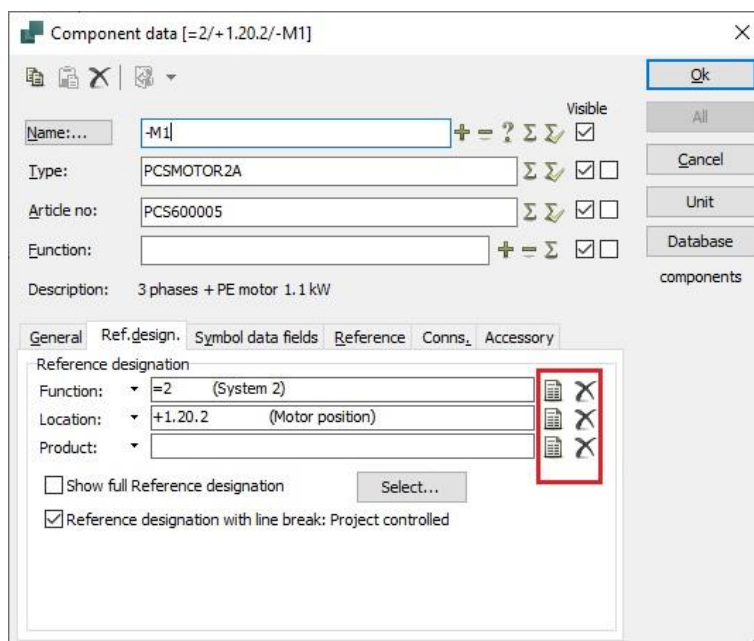 Component data [=2/+1.20.2/-M1]
Ok
Visible
Name:... -M1 All
Type: PCSMOTOR2A
Cancel
Article no: PCS600005 Unit
Function: Database
Description: 3 phases + PE motor 1.1 kW components
General Ref.design. Symbol data fields Reference Conns. Accessory
Reference designation
Function: =2 (System 2)
Location: +1.20.2 (Motor position)
Product:
Show full Reference designation Select...
Reference designation with line break: Project controlled